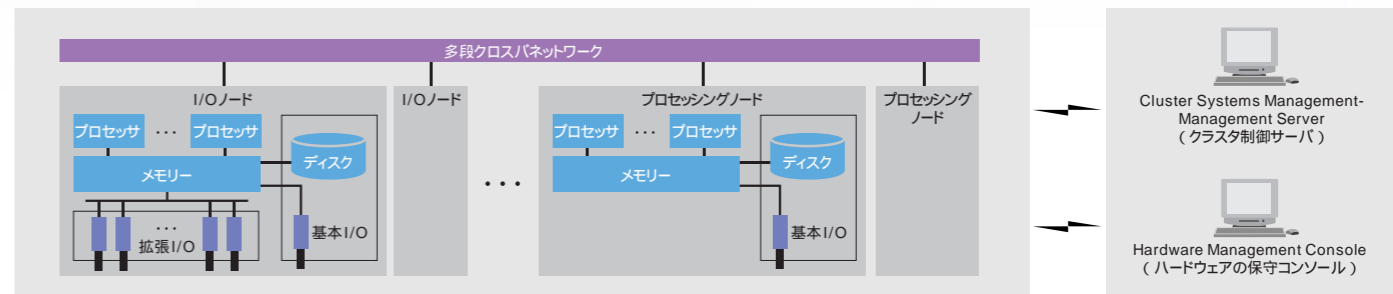 多段クロスバネットワーク
I/Oノード
プロセッサ ･･･ プロセッサ
メモリー
ディスク
･･･
拡張I/O
基本I/O
I/Oノード
･･･
プロセッシングノード
プロセッサ ･･･ プロセッサ
メモリー
ディスク
基本I/O
プロセッシング
ノード
Cluster Systems Management-
Management Server
(クラスタ制御サーバ)
Hardware Management Console
(ハードウェアの保守コンソール)